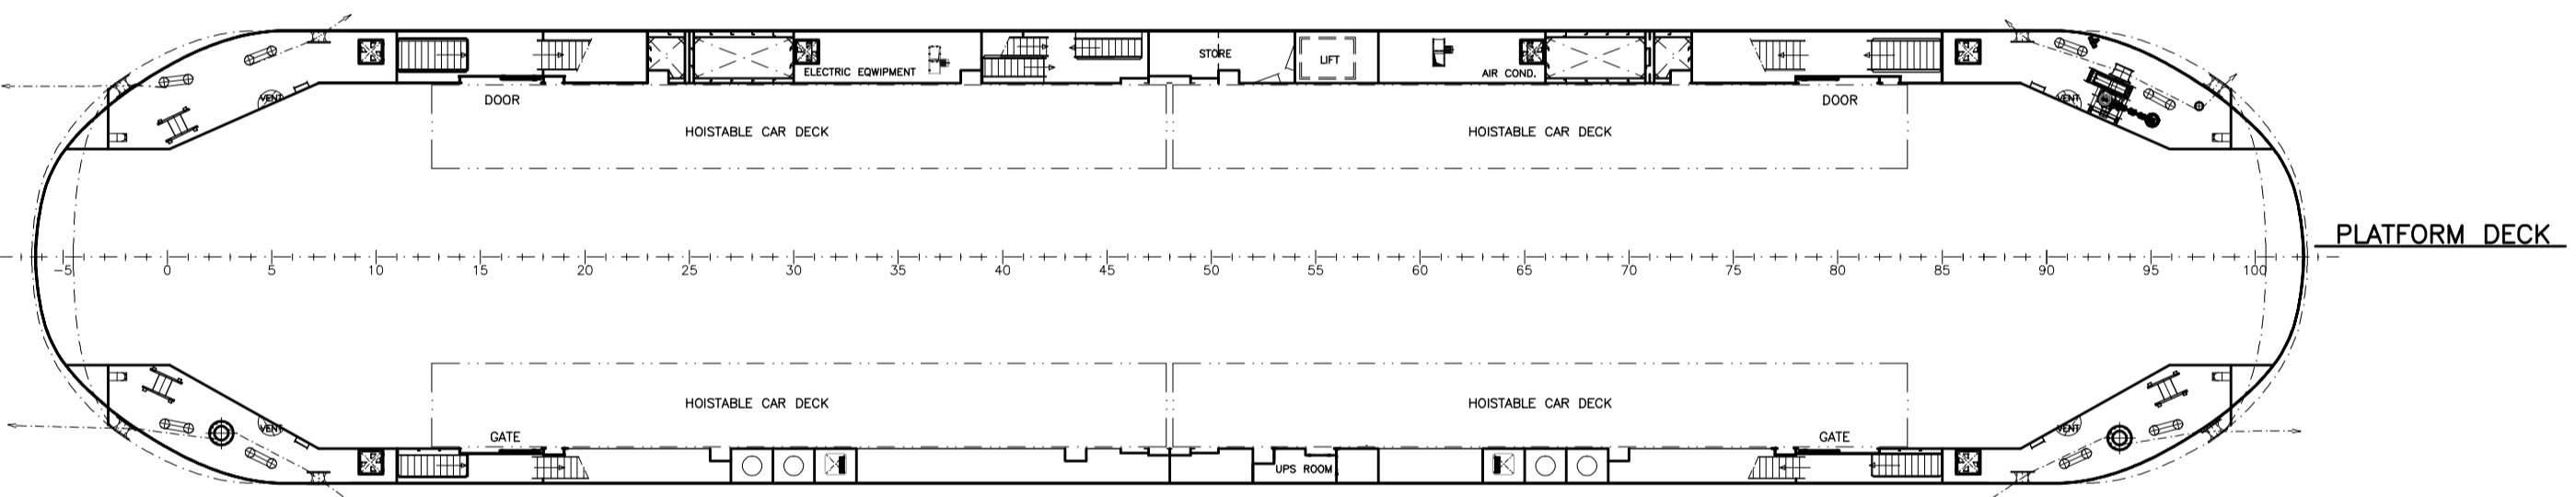 STORE
LIFT
ELECTRIC EQWIPMENT
AIR COND.
VENT
DOOR
DOOR
VENT
HOISTABLE CAR DECK
HOISTABLE CAR DECK
PLATFORM DECK
-5 0 5 10 15 20 25 30 35 40 45 50 55 60 65 70 75 80 85 90 95 100
HOISTABLE CAR DECK
HOISTABLE CAR DECK
VENT
GATE
GATE
VENT
UPS ROOM